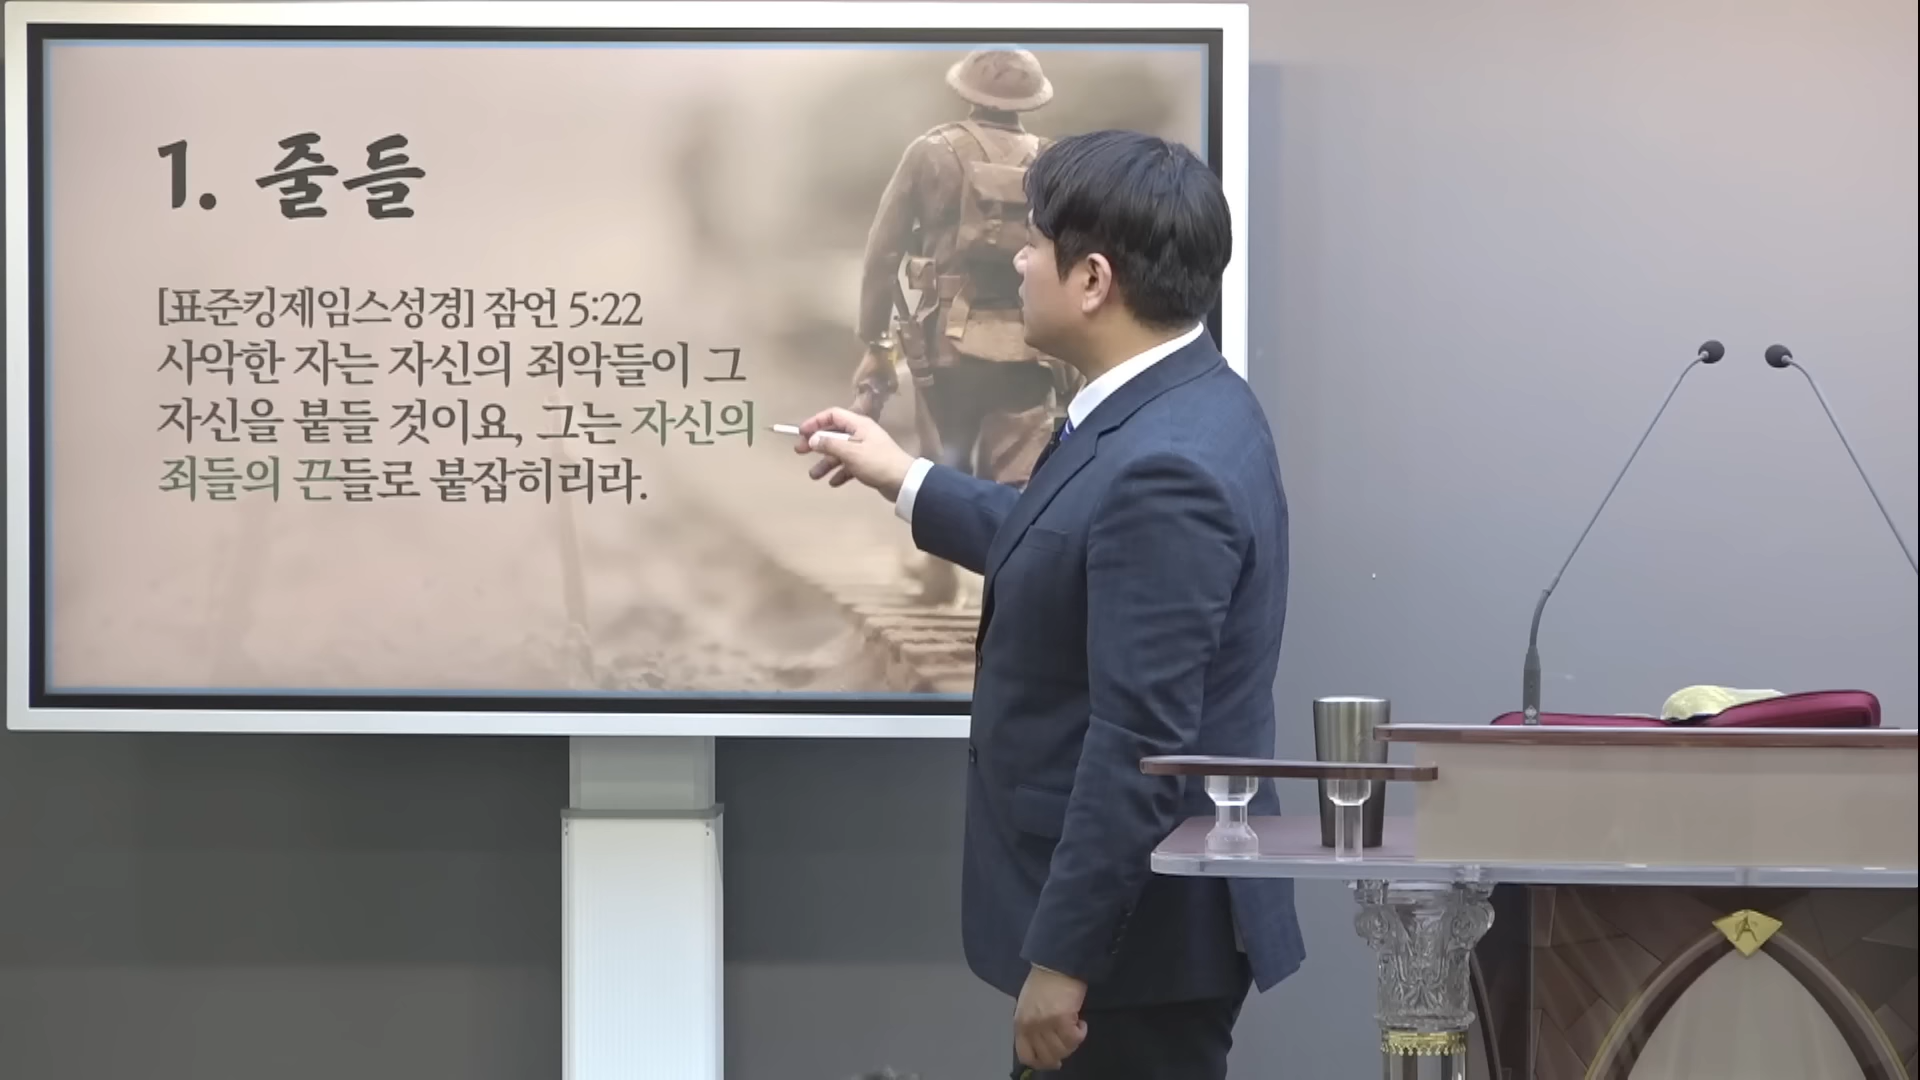 1. 줄들
[표준킹제임스성경] 잠언 5:22
사악한 자는 자신의 죄악들이 그
자신을 붙들 것이요, 그는 자신의
죄들의 끈들로 붙잡히리라.